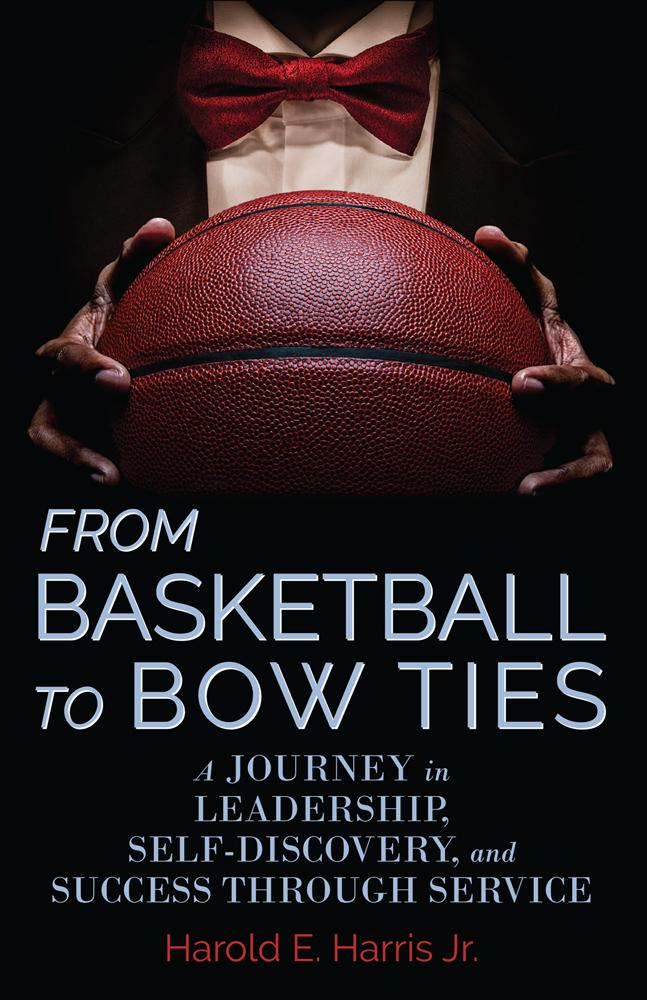 FROM
BASKETBALL
TO BOW TIES
A JOURNEY in
LEADERSHIP,
SELF-DISCOVERY, and
SUCCESS THROUGH SERVICE
Harold E. Harris Jr.